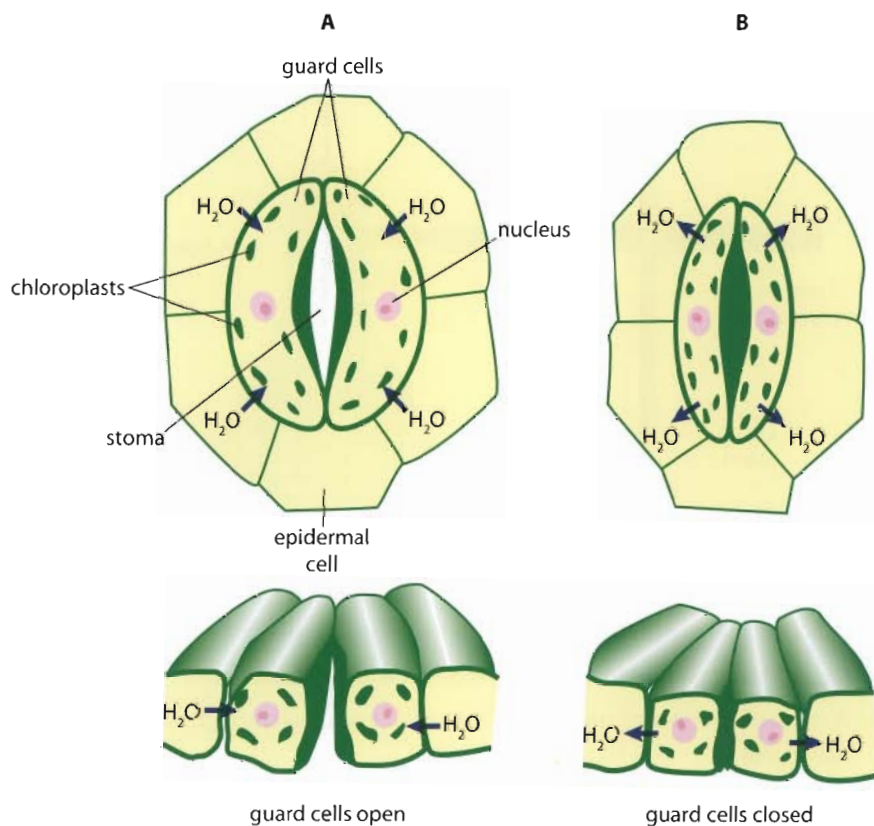 A
B
guard cells
H₂O
H₂O
nucleus
chloroplasts
H₂O
H₂O
stoma
epidermal
cell
H₂O
H₂O
H₂O
H₂O
H₂O
H₂O
guard cells open
H₂O
H₂O
guard cells closed